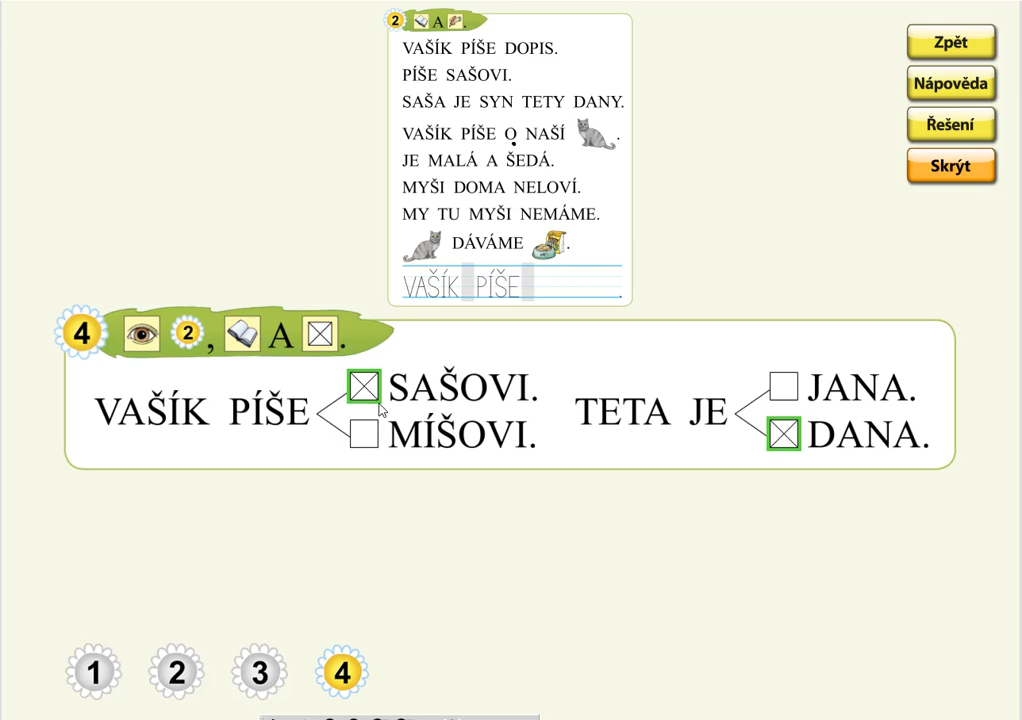 2 A .
VAŠÍK PÍŠE DOPIS.
PÍŠE SAŠOVI.
SAŠA JE SYN TETY DANY.
VAŠÍK PÍŠE O NAŠÍ .
JE MALÁ A ŠEDÁ.
MYŠI DOMA NELOVÍ.
MY TU MYŠI NEMÁME.
DÁVÁME .
VAŠÍK PÍŠE .
Zpět
Nápověda
Řešení
Skrýt
4 2 , A .
VAŠÍK PÍŠE
SAŠOVI.
MÍŠOVI.
TETA JE
JANA.
DANA.
1 2 3 4